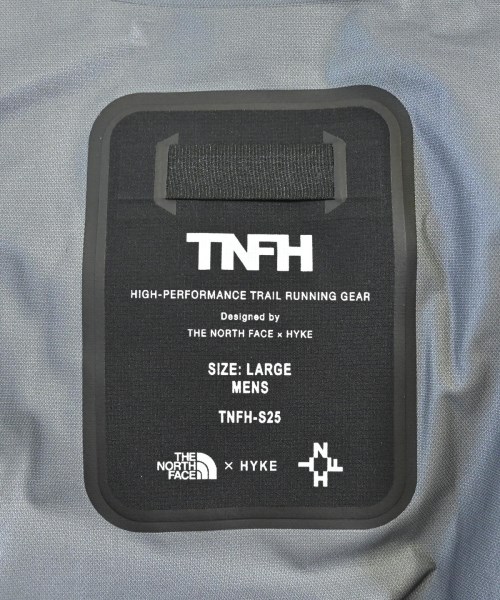 TNFH
HIGH-PERFORMANCE TRAIL RUNNING GEAR
Designed by
THE NORTH FACE × HYKE
SIZE: LARGE
MENS
TNFH-S25
THE
NORTH
FACE
× HYKE
N
T F
H